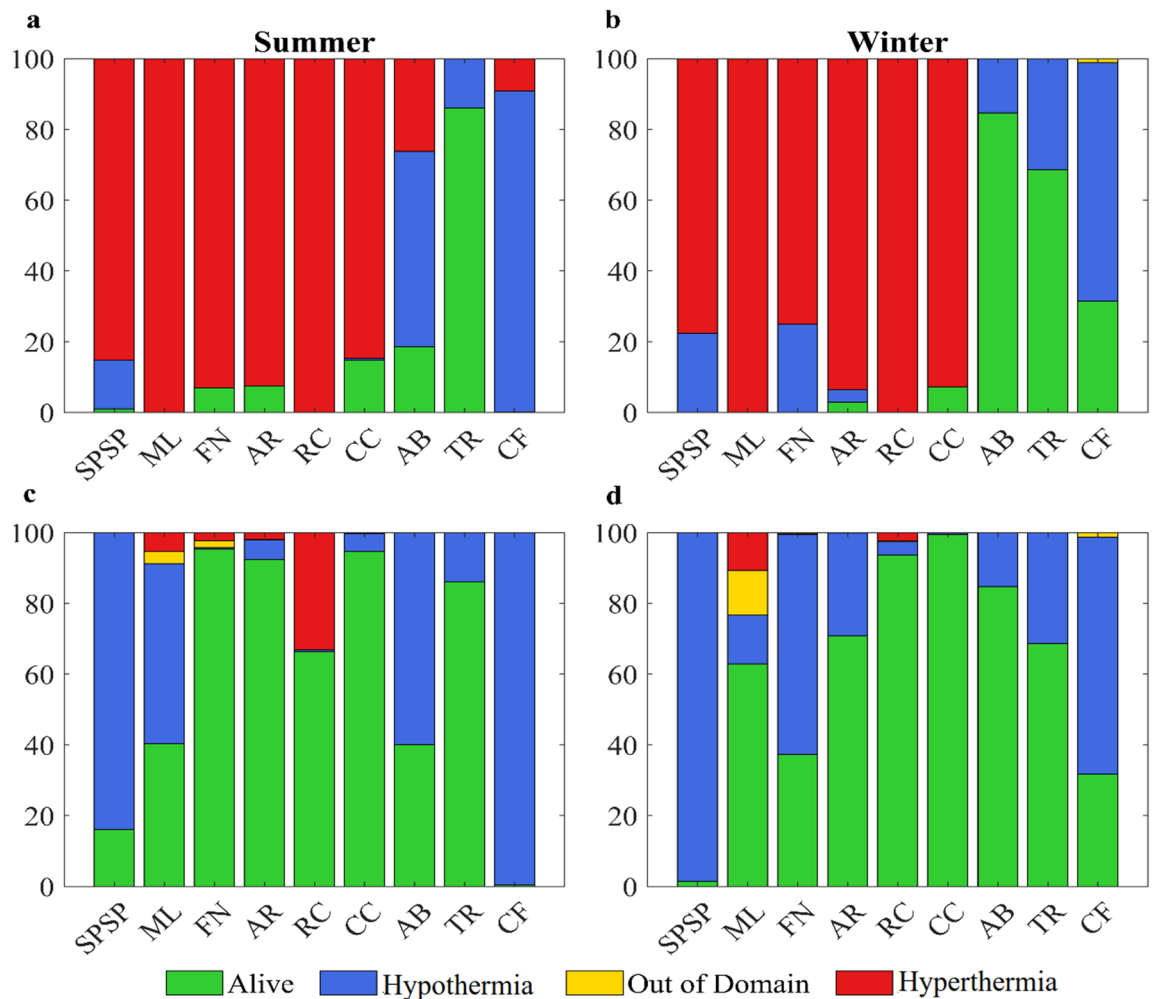 a
b
Summer
Winter
100
80
60
40
20
0
SPSP ML FN AR RC CC AB TR CF
100
80
60
40
20
0
SPSP ML FN AR RC CC AB TR CF
c
d
100
80
60
40
20
0
SPSP ML FN AR RC CC AB TR CF
100
80
60
40
20
0
SPSP ML FN AR RC CC AB TR CF
Alive Hypothermia Out of Domain Hyperthermia